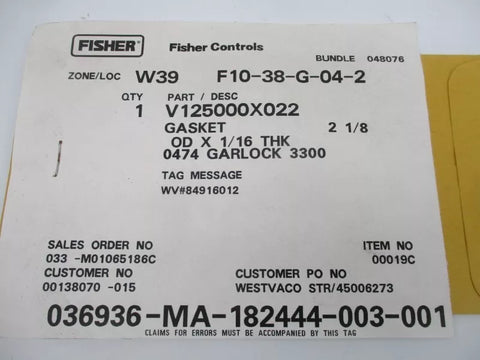 FISHER Fisher Controls
BUNDLE 048076
ZONE/LOC W39 F10-38-G-04-2
QTY PART / DESC
1 V125000X022
GASKET 2 1/8
OD X 1/16 THK
0474 GARLOCK 3300
TAG MESSAGE
WV#84916012
SALES ORDER NO ITEM NO
033 -M01065186C 00019C
CUSTOMER NO CUSTOMER PO NO
00138070 -015 WESTVACO STR/45006273
036936-MA-182444-003-001
CLAIMS FOR ERRORS MUST BE ACCOMPANIED BY THIS TAG